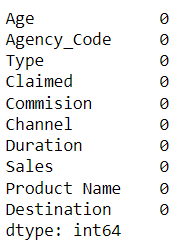 Age 0
Agency_Code 0
Type 0
Claimed 0
Commision 0
Channel 0
Duration 0
Sales 0
Product Name 0
Destination 0
dtype: int64